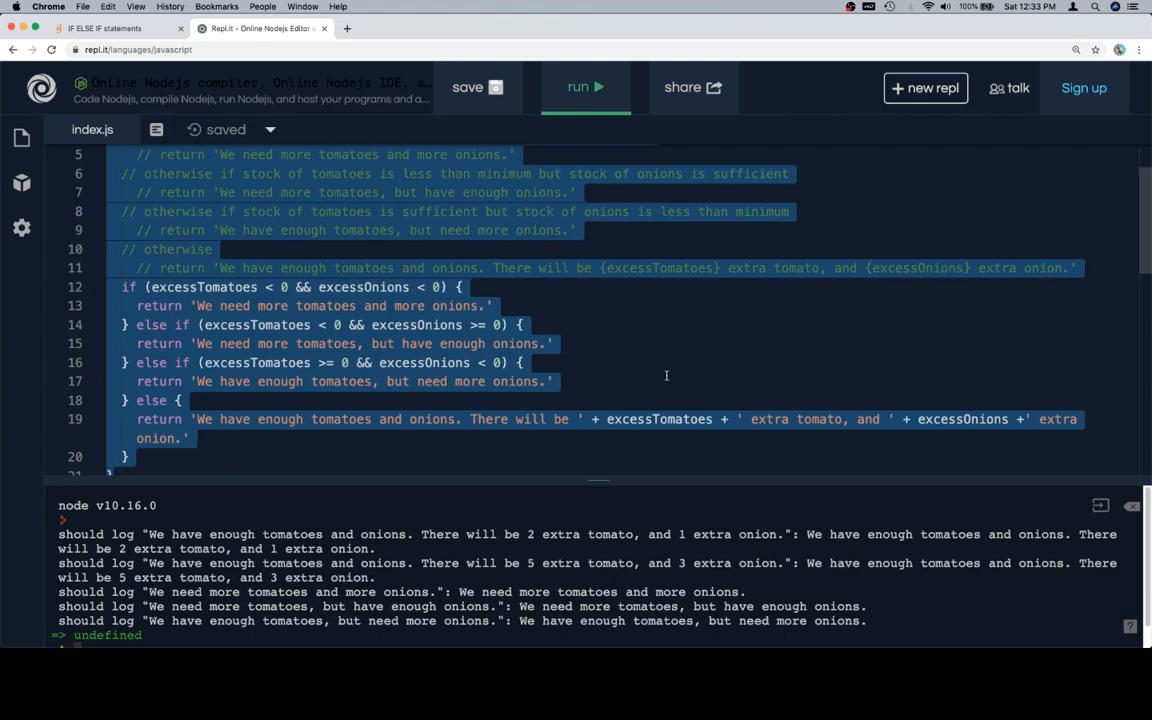 Chrome File Edit View History Bookmarks People Window Help 100% Sat 12:33 PM
IF ELSE IF statements
Repl.it - Online Nodejs Editor
repl.it/languages/javascript
Online Nodejs compiler, Online Nodejs IDE, a...
Code Nodejs, compile Nodejs, run Nodejs, and host your programs and a...
save
run
share
+ new repl
talk
Sign up
index.js
saved
5 // return 'We need more tomatoes and more onions.'
6 // otherwise if stock of tomatoes is less than minimum but stock of onions is sufficient
7 // return 'We need more tomatoes, but have enough onions.'
8 // otherwise if stock of tomatoes is sufficient but stock of onions is less than minimum
9 // return 'We have enough tomatoes, but need more onions.'
10 // otherwise
11 // return 'We have enough tomatoes and onions. There will be {excessTomatoes} extra tomato, and {excessOnions} extra onion.'
12 if (excessTomatoes < 0 && excessOnions < 0) {
13 return 'We need more tomatoes and more onions.'
14 } else if (excessTomatoes < 0 && excessOnions >= 0) {
15 return 'We need more tomatoes, but have enough onions.'
16 } else if (excessTomatoes >= 0 && excessOnions < 0) {
17 return 'We have enough tomatoes, but need more onions.'
18 } else {
19 return 'We have enough tomatoes and onions. There will be ' + excessTomatoes + ' extra tomato, and ' + excessOnions +' extra
onion.'
20 }
21 }
node v10.16.0
should log "We have enough tomatoes and onions. There will be 2 extra tomato, and 1 extra onion.": We have enough tomatoes and onions. There
will be 2 extra tomato, and 1 extra onion.
should log "We have enough tomatoes and onions. There will be 5 extra tomato, and 3 extra onion.": We have enough tomatoes and onions. There
will be 5 extra tomato, and 3 extra onion.
should log "We need more tomatoes and more onions.": We need more tomatoes and more onions.
should log "We need more tomatoes, but have enough onions.": We need more tomatoes, but have enough onions.
should log "We have enough tomatoes, but need more onions.": We have enough tomatoes, but need more onions.
=> undefined